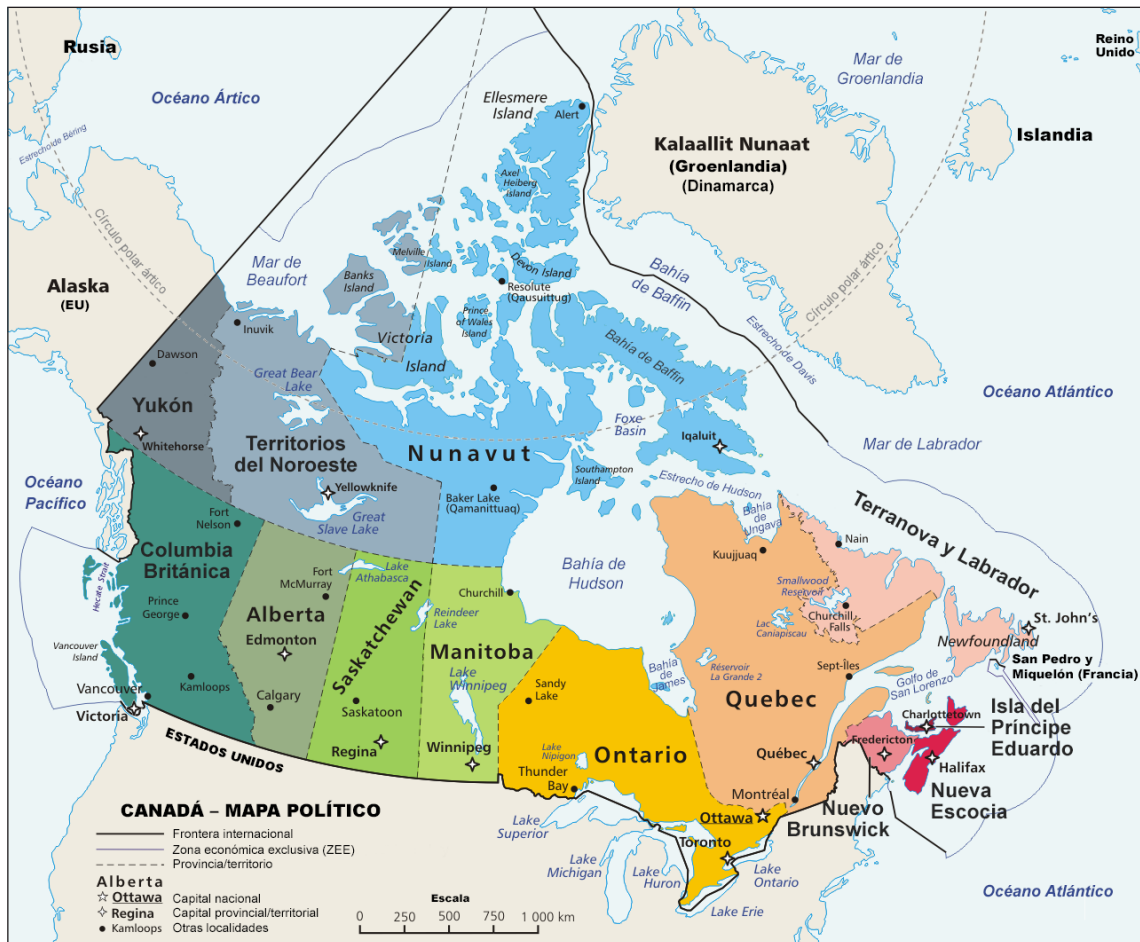 Rusia
Océano Ártico
Estrecho de Béring
Ellesmere
Island
Alert
Mar de
Groenlandia
Reino
Unido
Islandia
Kalaallit Nunaat
(Groenlandia)
(Dinamarca)
Axel
Heiberg
island
Círculo polar ártico
Círculo polar ártico
Mar de
Beaufort
Alaska
(EU)
Melville
Island
Banks
Island
Devon Island
Resolute
(Qausuittug)
Prince
of Wales
Island
Bahía
de Baffin
Estrecho de Davis
Inuvik
Victoria
Island
Bahía de Baffin
Dawson
Great Bear
Lake
Océano Atlántico
Yukón
Whitehorse
Territorios
del Noroeste
Nunavut
Foxe
Basin
Iqaluit
Mar de Labrador
Yellowknife
Great
Slave Lake
Baker Lake
(Qamanittuaq)
Southampton
Island
Estrecho de Hudson
Bahía
de
Ungava
Océano
Pacífico
Fort
Nelson
Columbia
Británica
Hecate Strait
Prince
George
Vancouver
Island
Kamloops
Vancouver
Victoria
Fort
McMurray
Alberta
Edmonton
Calgary
Lake
Athabasca
Saskatchewan
Reindeer
Lake
Saskatoon
Regina
Churchill
Manitoba
Lake
Winnipeg
Winnipeg
Bahía de
Hudson
Kuujjuaq
Nain
Terranova y Labrador
Smallwood
Reservoir
Churchill
Falls
Lac
Caniapiscau
Réservoir
La Grande 2
Bahía
de
James
Sandy
Lake
Quebec
Sept-Îles
Newfoundland
St. John's
San Pedro y
Miquelón (Francia)
Golfo de
San Lorenzo
Charlottetown
Isla del
Príncipe
Eduardo
Fredericton
Halifax
Nueva
Escocia
Nuevo
Brunswick
Québec
Montréal
Ontario
Lake
Nipigon
Thunder
Bay
Ottawa
Toronto
Lake
Superior
Lake
Michigan
Lake
Huron
Lake
Ontario
Lake Erie
Océano Atlántico
ESTADOS UNIDOS
CANADÁ – MAPA POLÍTICO
Frontera internacional
Zona económica exclusiva (ZEE)
Provincia/territorio
Alberta
Ottawa Capital nacional
Regina Capital provincial/territorial
Kamloops Otras localidades
Escala
0 250 500 750 1 000 km